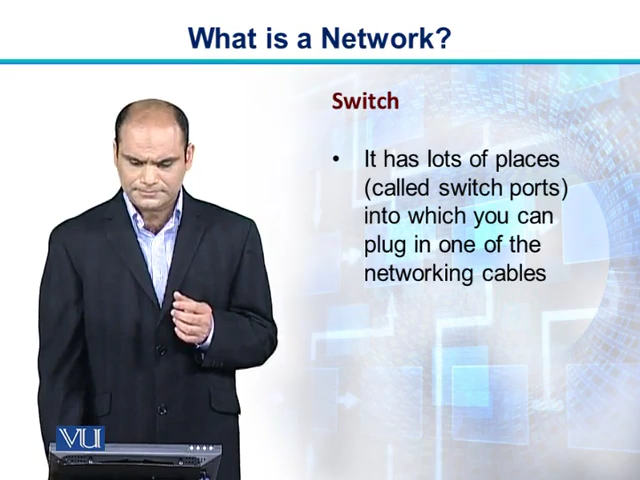 What is a Network?
Switch
• It has lots of places
(called switch ports)
into which you can
plug in one of the
networking cables
VU